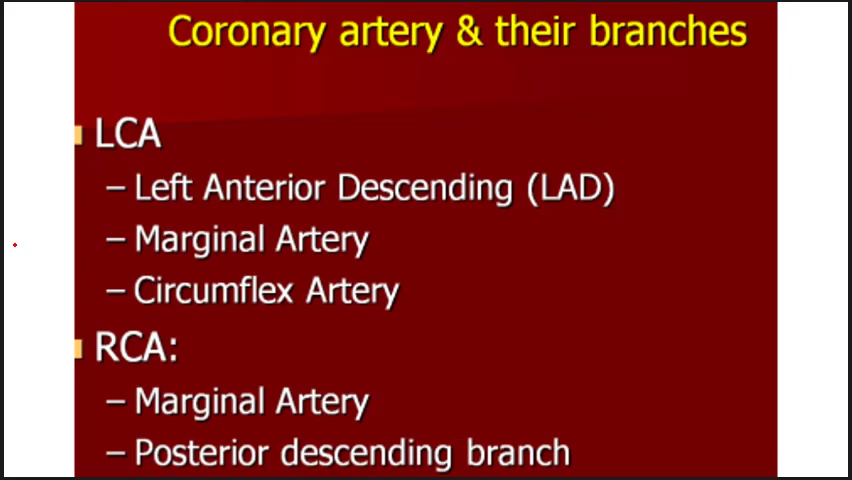 Coronary artery & their branches
LCA
– Left Anterior Descending (LAD)
– Marginal Artery
– Circumflex Artery
RCA:
– Marginal Artery
– Posterior descending branch